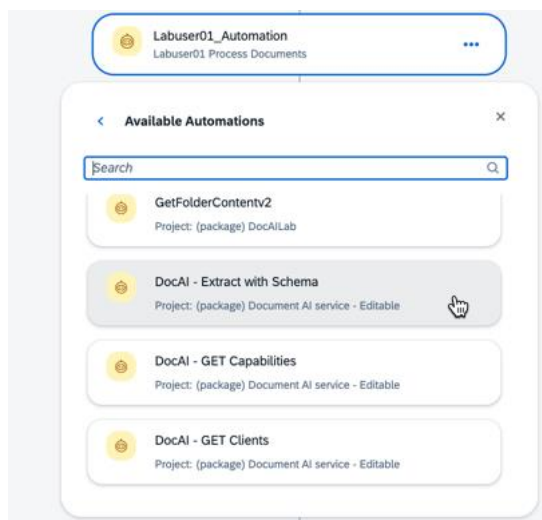 Labuser01_Automation
Labuser01 Process Documents
Available Automations
Search
GetFolderContentv2
Project: (package) DocAILab
DocAI - Extract with Schema
Project: (package) Document AI service - Editable
DocAI - GET Capabilities
Project: (package) Document AI service - Editable
DocAI - GET Clients
Project: (package) Document AI service - Editable